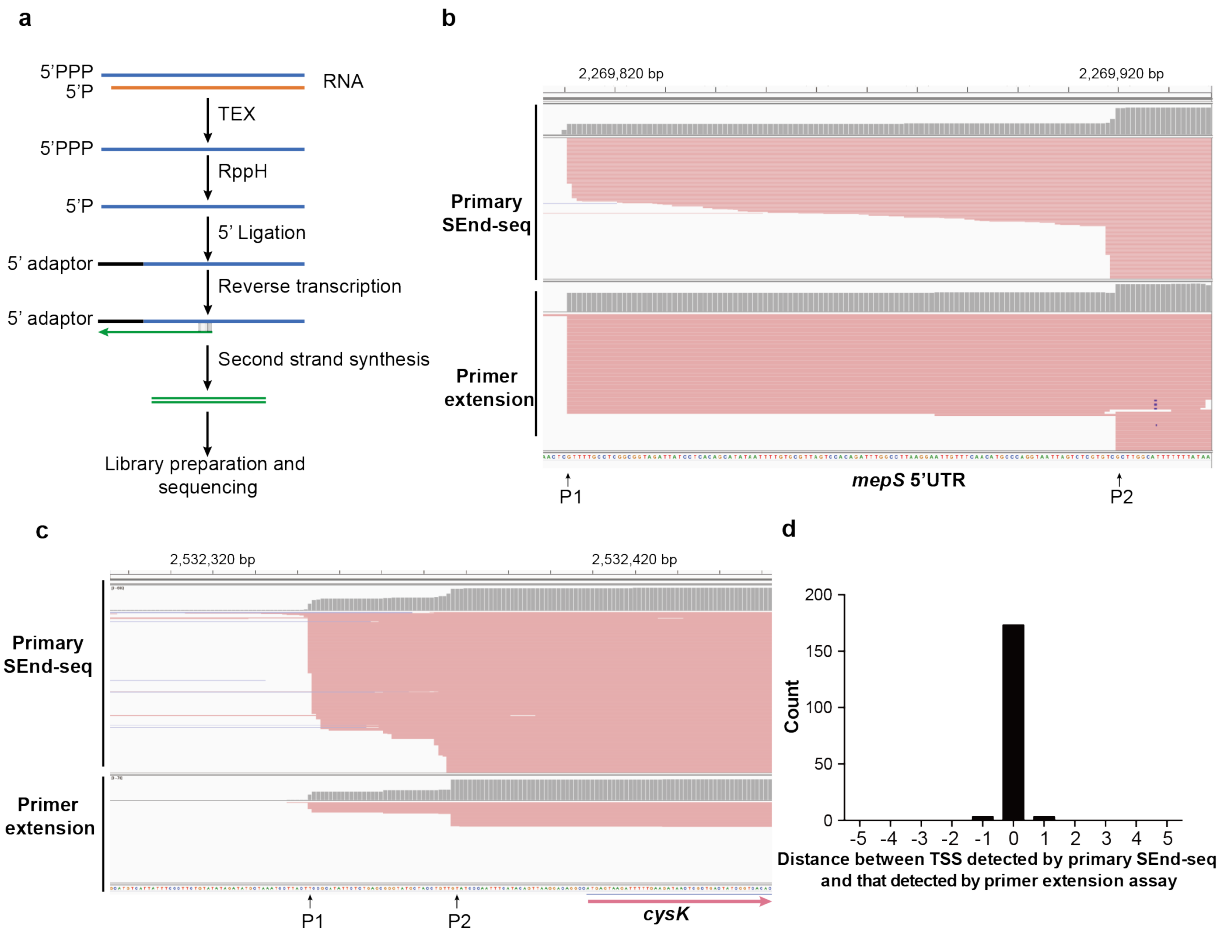 a
5'PPP
5'P
RNA
TEX
5'PPP
RppH
5'P
5' Ligation
5' adaptor
Reverse transcription
5' adaptor
Second strand synthesis
Library preparation and
sequencing
b
2,269,820 bp
2,269,920 bp
Primary
SEnd-seq
Primer
extension
P1
mepS 5'UTR
P2
c
2,532,320 bp
2,532,420 bp
Primary
SEnd-seq
Primer
extension
P1
P2
cysK
d
200
150
100
50
0
Count
-5 -4 -3 -2 -1 0 1 2 3 4 5
Distance between TSS detected by primary SEnd-seq
and that detected by primer extension assay